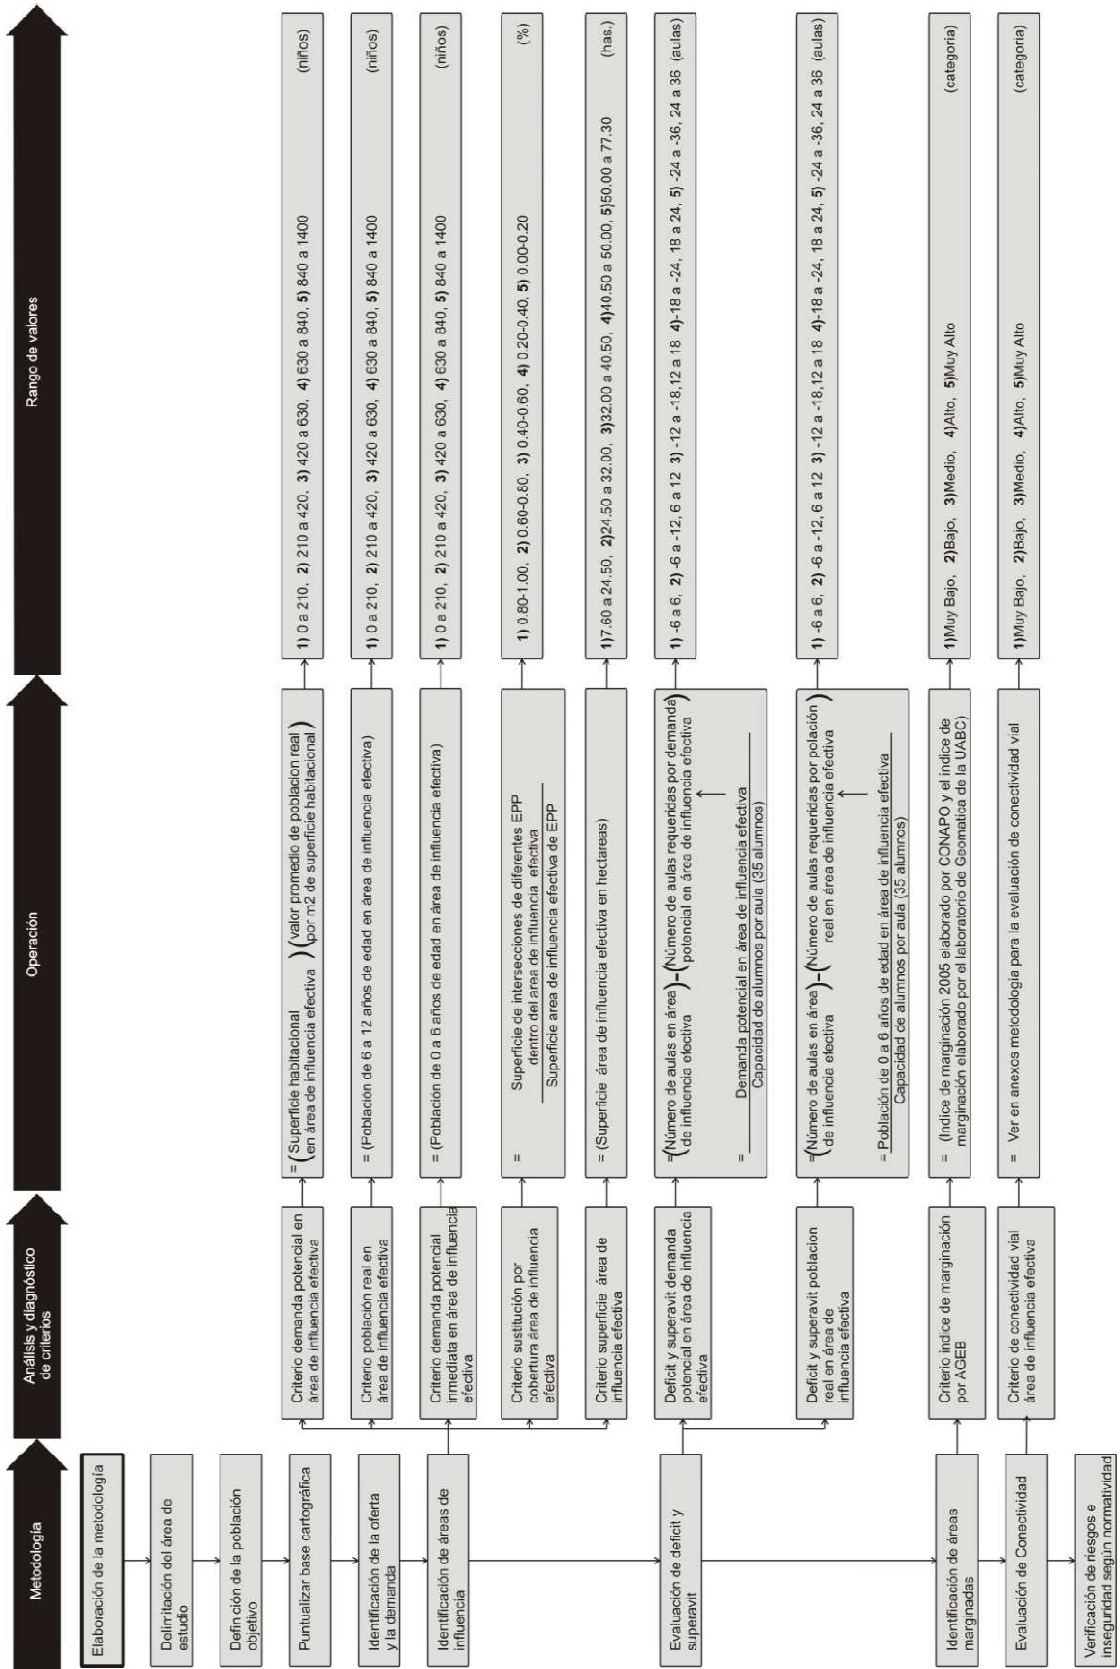 Metodología
Análisis y diagnóstico
de criterios
Operación
Rango de valores
Elaboración de la metodología
Delimitación del área de
estudio
Definción de la población
objetivo
Puntualizar base cartográfica
Identificación de la oferta
y la demanda
Identificación de áreas de
influencia
Evaluación de deficit y
superavit
Identificación de áreas
marginadas
Evaluación de Conectividad
Verificación de riesgos e
inseguridad según normatividad
Criterio demanda potencial en
área de influencia efectiva
= (Superficie habitacional
en área de influencia efectiva) (valor promedio de poblacion real
por m2 de superficie habitacional)
1) 0 a 210, 2) 210 a 420, 3) 420 a 630, 4) 630 a 840, 5) 840 a 1400 (niños)
Criterio población real en
área de influencia efectiva
= (Población de 6 a 12 años de edad en área de influencia efectiva)
1) 0 a 210, 2) 210 a 420, 3) 420 a 630, 4) 630 a 840, 5) 840 a 1400 (niños)
Criterio demanda potencial
inmediata en área de influencia
efectiva
= (Población de 0 a 6 años de edad en área de influencia efectiva)
1) 0 a 210, 2) 210 a 420, 3) 420 a 630, 4) 630 a 840, 5) 840 a 1400 (niños)
Criterio sustitución por
cobertura área de influencia
efectiva
= Superficie de intersecciones de diferentes EPP
dentro del area de influencia efectiva
Superficie area de influencia efectiva de EPP
1) 0.80-1.00, 2) 0.60-0.80, 3) 0.40-0.60, 4) 0.20-0.40, 5) 0.00-0.20 (%)
Criterio superficie área de
influencia efectiva
= (Superficie área de influencia efectiva en hectareas)
1)7.60 a 24.50, 2)24.50 a 32.00, 3)32.00 a 40.50, 4)40.50 a 50.00, 5)50.00 a 77.30 (has.)
Deficit y superavit demanda
potencial en área de influencia
efectiva
=(Número de aulas en área
de influencia efectiva)-(Número de aulas requeridas por demanda
potencial en área de influencia efectiva)
= Demanda potencial en área de influencia efectiva
Capacidad de alumnos por aula (35 alumnos)
1) -6 a 6, 2) -6 a -12, 6 a 12 3) -12 a -18,12 a 18 4)-18 a -24, 18 a 24, 5) -24 a -36, 24 a 36 (aulas)
Deficit y superavit poblacion
real en área de
influencia efectiva
=(Número de aulas en área
de influencia efectiva)-(Número de aulas requeridas por polación
real en área de influencia efectiva)
= Población de 0 a 6 años de edad en área de influencia efectiva
Capacidad de alumnos por aula (35 alumnos)
1) -6 a 6, 2) -6 a -12, 6 a 12 3) -12 a -18,12 a 18 4)-18 a -24, 18 a 24, 5) -24 a -36, 24 a 36 (aulas)
Criterio indice de marginación
por AGEB
= (Indice de marginación 2005 elaborado por CONAPO y el indice de
marginación elaborado por el laboratorio de Geomatica de la UABC)
1)Muy Bajo, 2)Bajo, 3)Medio, 4)Alto, 5)Muy Alto (categoria)
Criterio de conectividad vial
área de influencia efectiva
= Ver en anexos metodologia para la evaluación de conectividad vial
1)Muy Bajo, 2)Bajo, 3)Medio, 4)Alto, 5)Muy Alto (categoria)